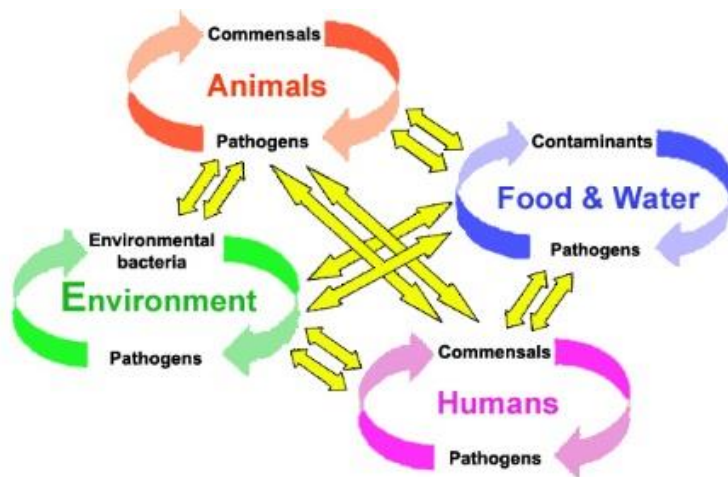 Commensals
Animals
Pathogens
Contaminants
Food & Water
Pathogens
Environmental
bacteria
Environment
Pathogens
Commensals
Humans
Pathogens